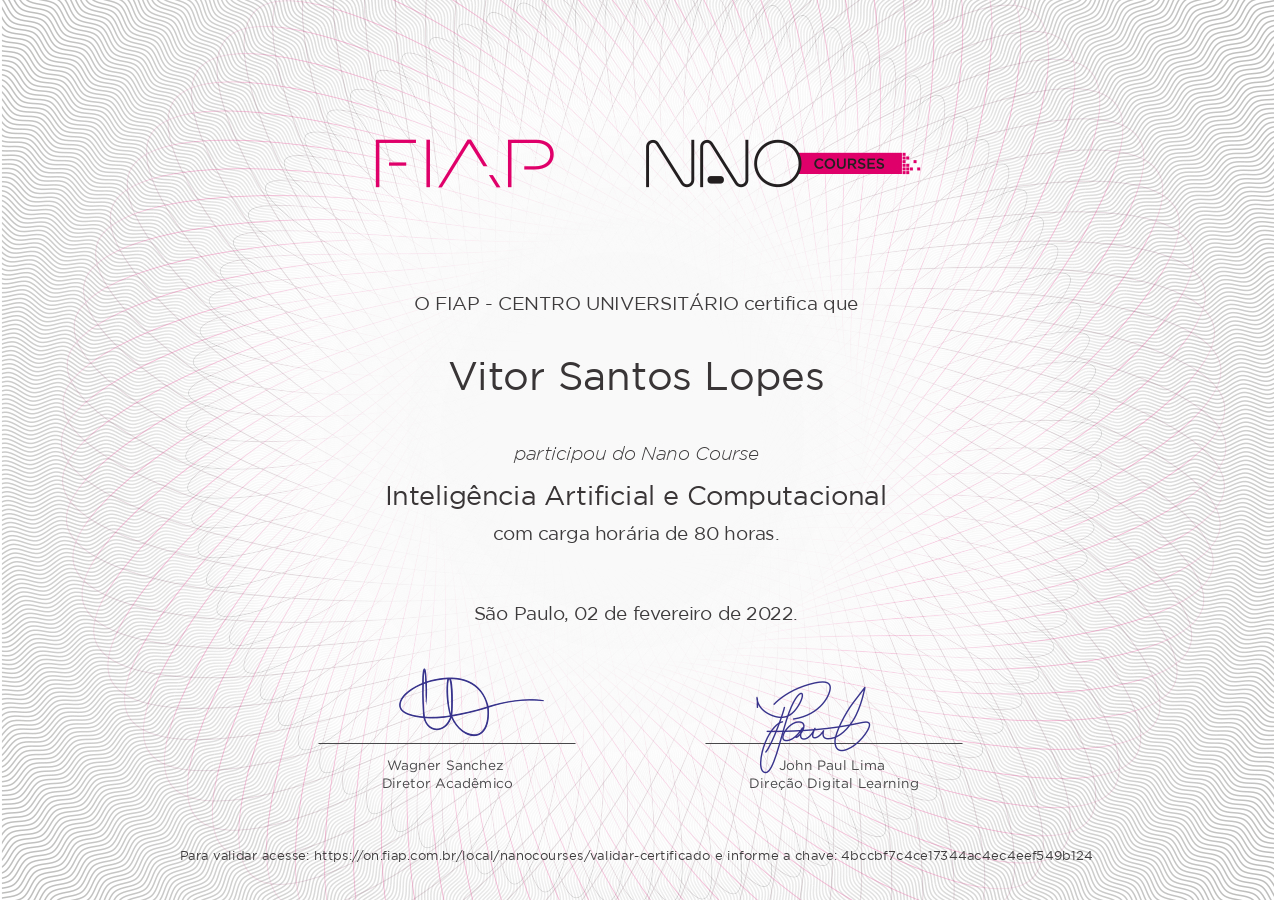 FIAP NANO COURSES
O FIAP - CENTRO UNIVERSITÁRIO certifica que
Vitor Santos Lopes
participou do Nano Course
Inteligência Artificial e Computacional
com carga horária de 80 horas.
São Paulo, 02 de fevereiro de 2022.
Wagner Sanchez
Diretor Acadêmico
John Paul Lima
Direção Digital Learning
Para validar acesse: https://on.fiap.com.br/local/nanocourses/validar-certificado e informe a chave: 4bccbf7c4ce17344ac4ec4eef549b124